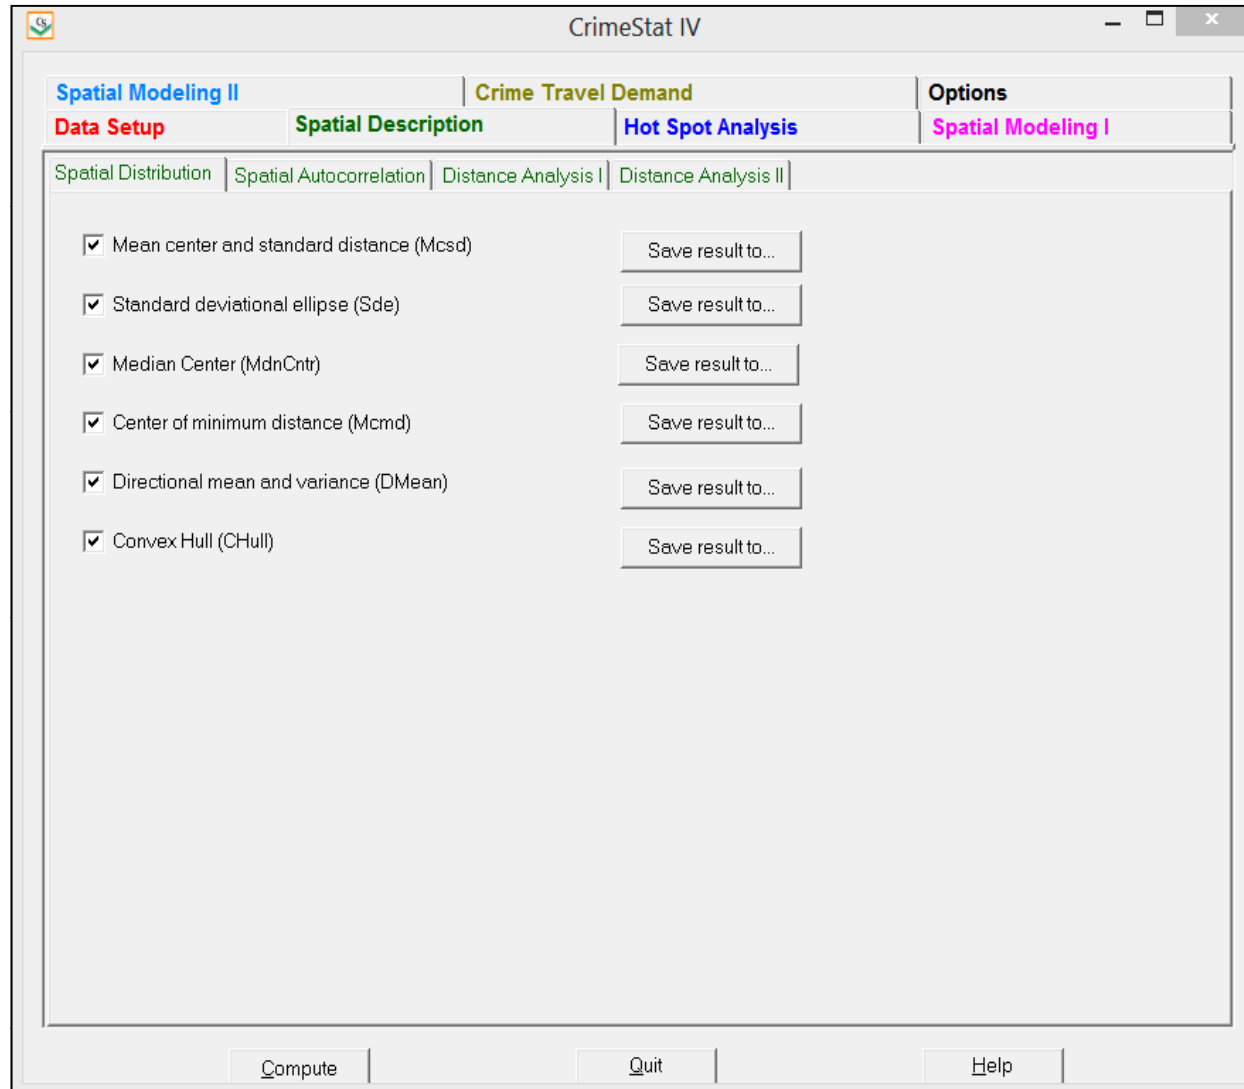 CrimeStat IV
Spatial Modeling II Crime Travel Demand Options
Data Setup Spatial Description Hot Spot Analysis Spatial Modeling I
Spatial Distribution Spatial Autocorrelation Distance Analysis I Distance Analysis II
Mean center and standard distance (Mcsd) Save result to...
Standard deviational ellipse (Sde) Save result to...
Median Center (MdnCntr) Save result to...
Center of minimum distance (Mcmd) Save result to...
Directional mean and variance (DMean) Save result to...
Convex Hull (CHull) Save result to...
Compute Quit Help